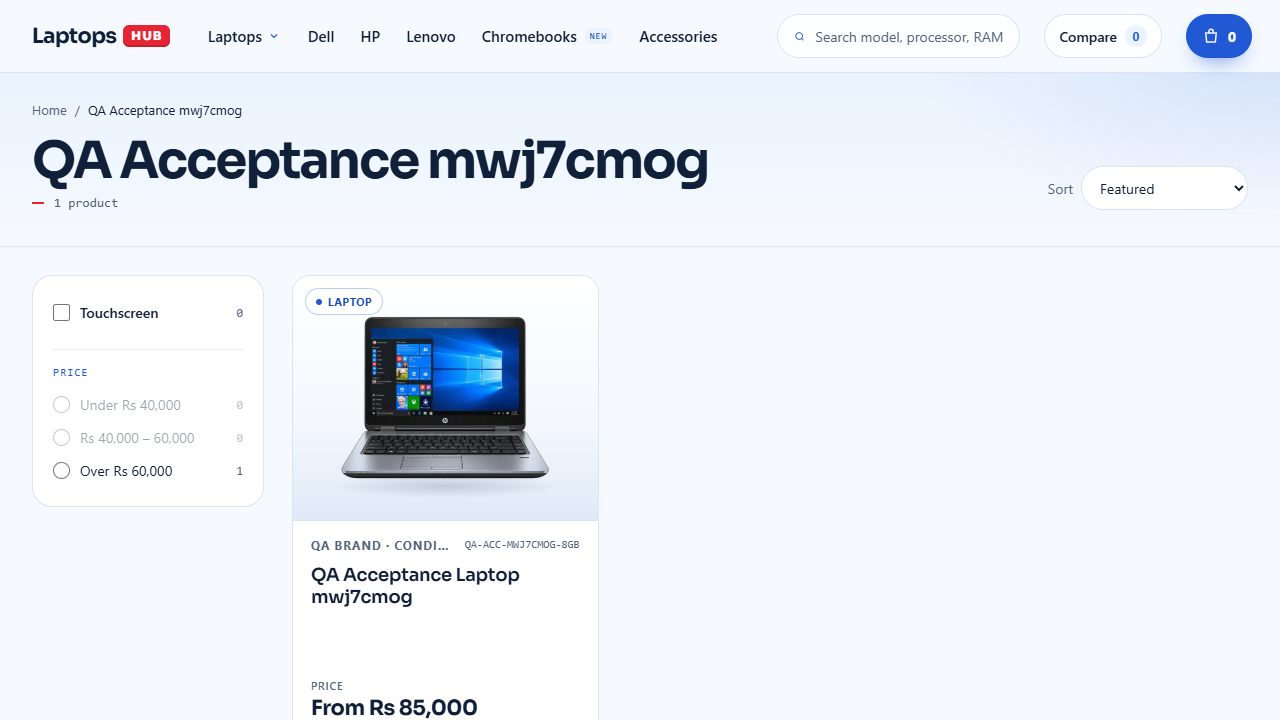 Laptops HUB
Laptops
Dell
HP
Lenovo
Chromebooks NEW
Accessories
Search model, processor, RAM
Compare 0
0
Home / QA Acceptance mwj7cmog
QA Acceptance mwj7cmog
1 product
Sort Featured
Touchscreen 0
PRICE
Under Rs 40,000 0
Rs 40,000 – 60,000 0
Over Rs 60,000 1
LAPTOP
QA BRAND · CONDI... QA-ACC-MWJ7CMOG-8GB
QA Acceptance Laptop
mwj7cmog
PRICE
From Rs 85,000